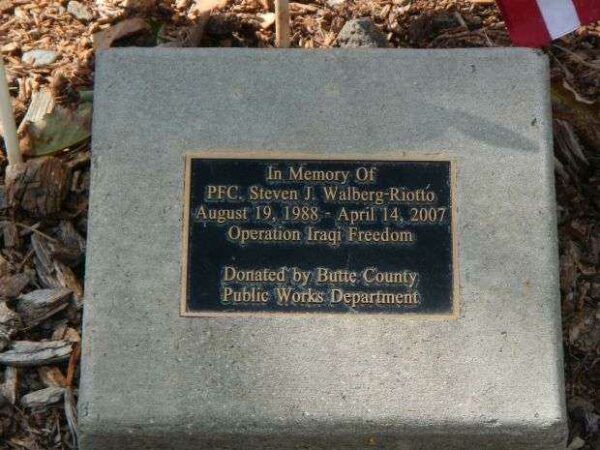 In Memory Of
PFC. Steven J. Walberg-Riotto
August 19, 1988 - April 14, 2007
Operation Iraqi Freedom
Donated by Butte County
Public Works Department